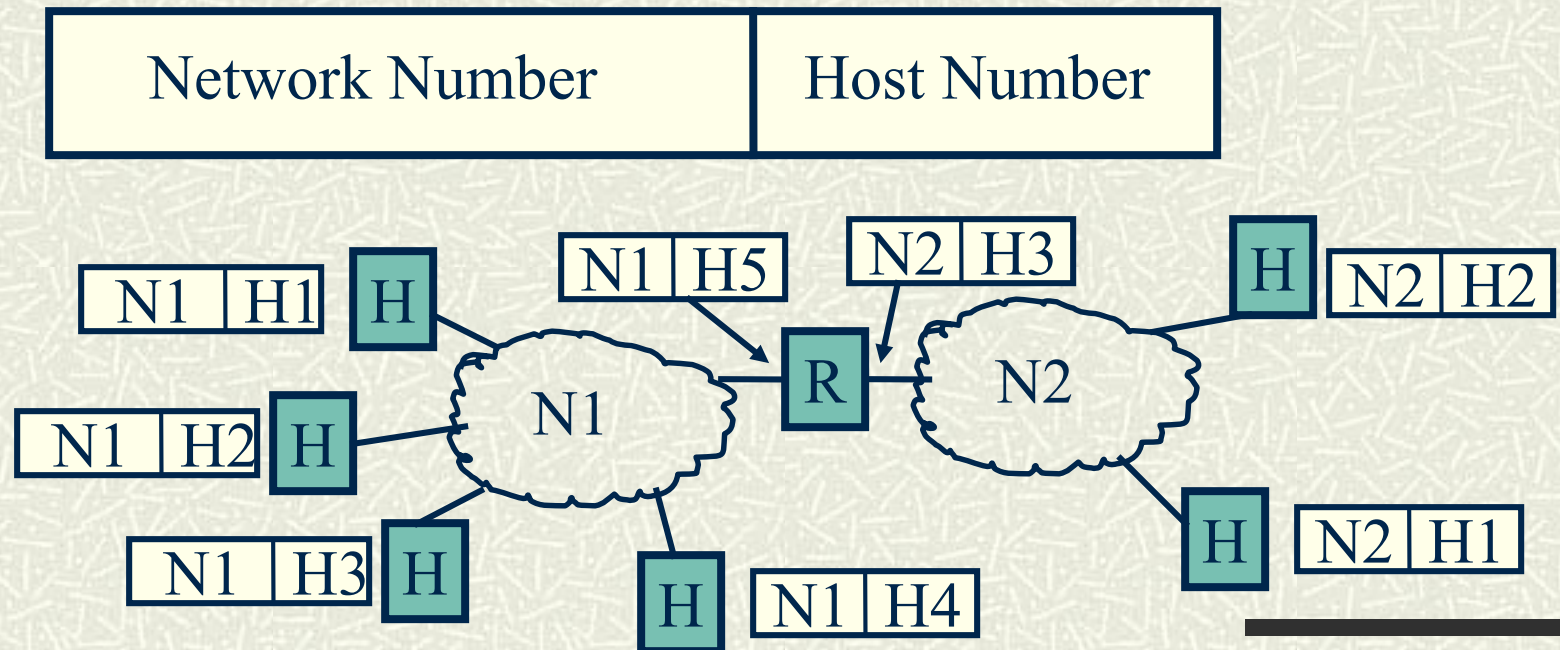 Network Number Host Number
N1 H5
N2 H3
N1 H1
H
H
N2 H2
N1
R
N2
N1 H2
H
N1 H3
H
H
N1 H4
H
N2 H1